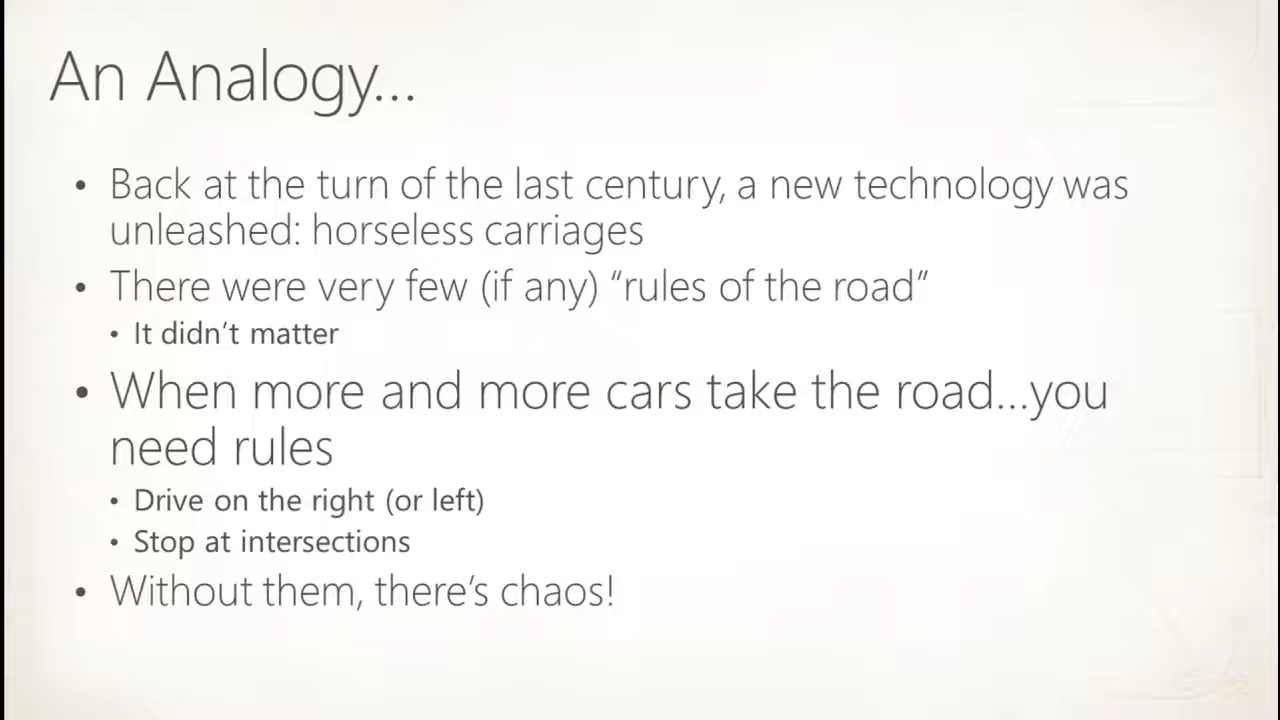 An Analogy...
• Back at the turn of the last century, a new technology was
unleashed: horseless carriages
• There were very few (if any) “rules of the road”
• It didn’t matter
• When more and more cars take the road...you
need rules
• Drive on the right (or left)
• Stop at intersections
• Without them, there’s chaos!